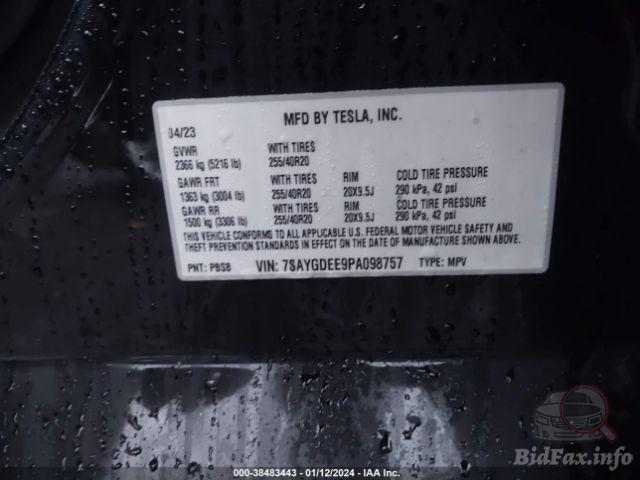 MFD BY TESLA, INC.
04/23
GVWR WITH TIRES
2366 kg (5216 lb) 255/40R20
GAWR FRT WITH TIRES RIM COLD TIRE PRESSURE
1363 kg (3004 lb) 255/40R20 20X9.5J 290 kPa, 42 psi
GAWR RR WITH TIRES RIM COLD TIRE PRESSURE
1500 kg (3306 lb) 255/40R20 20X9.5J 290 kPa, 42 psi
THIS VEHICLE CONFORMS TO ALL APPLICABLE U.S. FEDERAL MOTOR VEHICLE SAFETY AND
THEFT PREVENTION STANDARDS IN EFFECT ON THE DATE OF MANUFACTURE SHOWN ABOVE.
PNT: PBSB VIN: 7SAYGDEE9PA098757 TYPE: MPV
BidFax.info
000-38483443 - 01/12/2024 - IAA Inc.